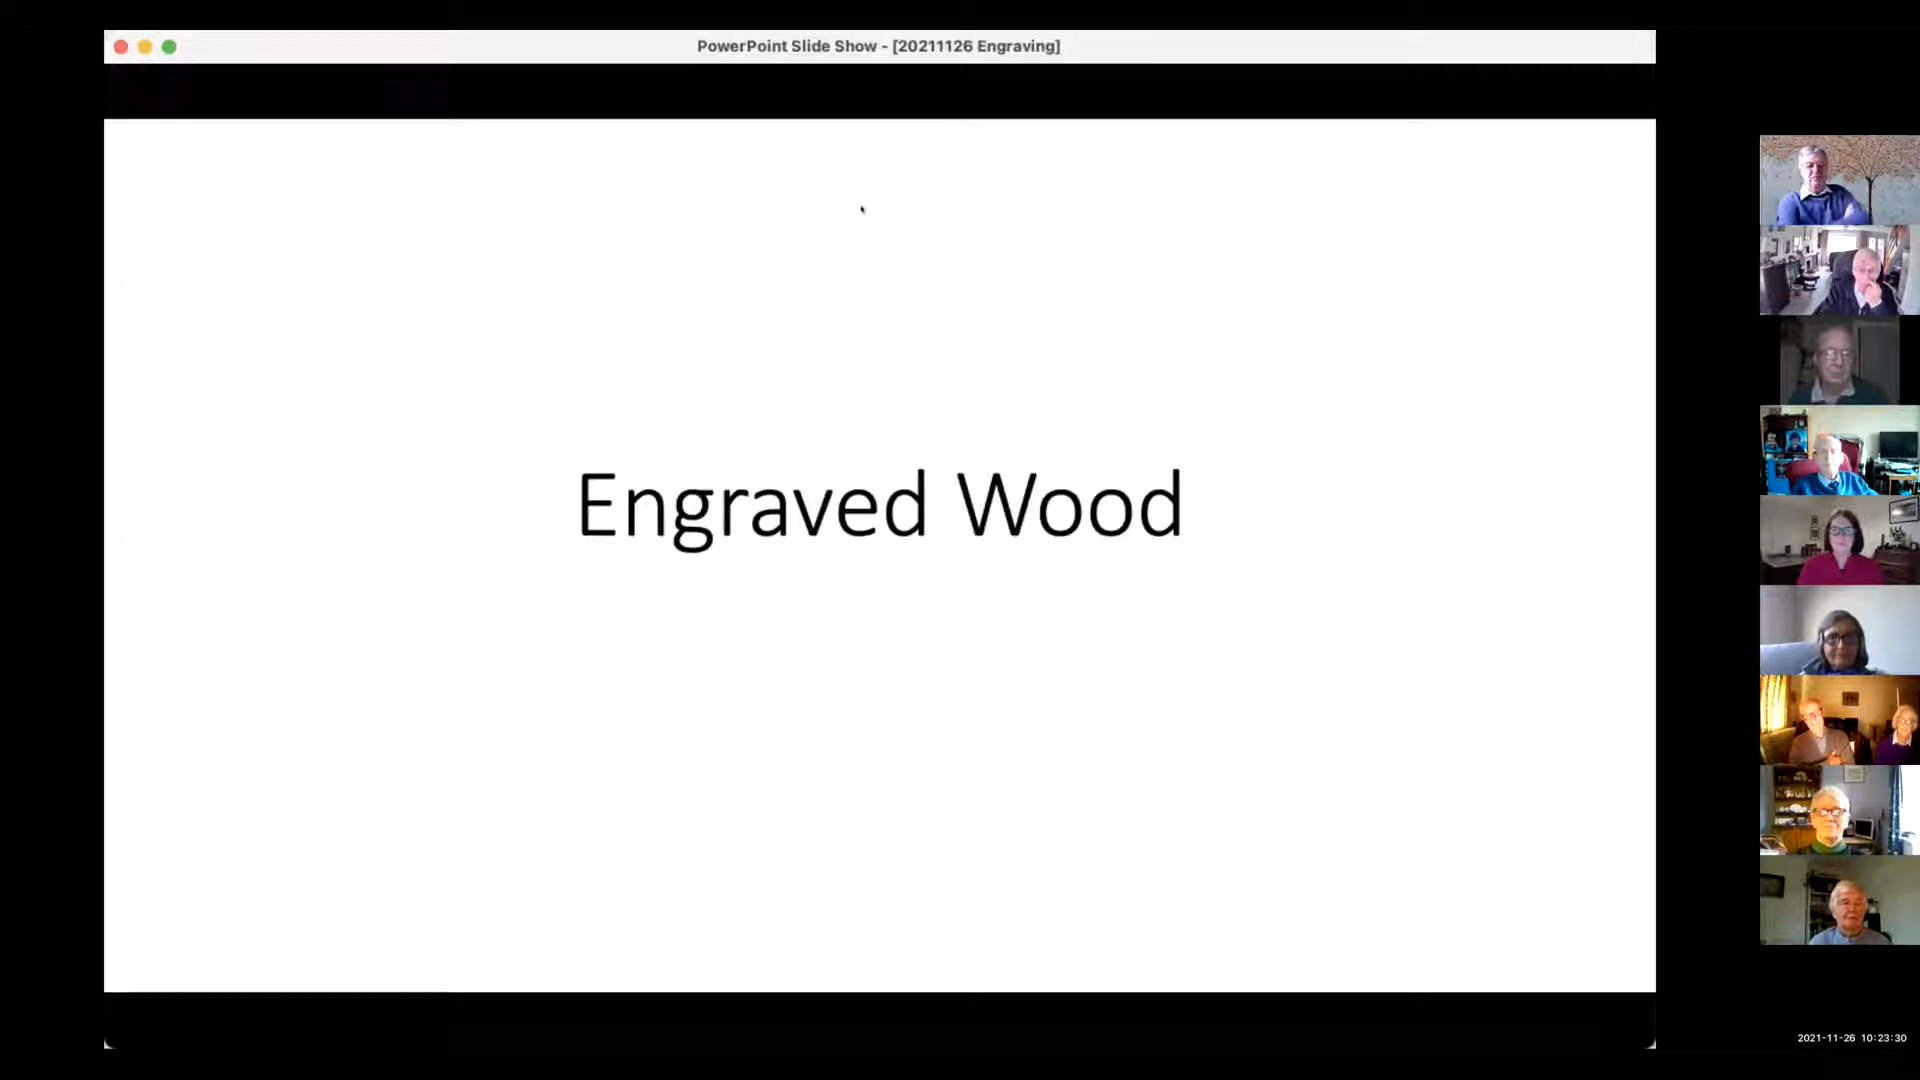 PowerPoint Slide Show - [20211126 Engraving]
Engraved Wood
2021-11-26 10:23:30